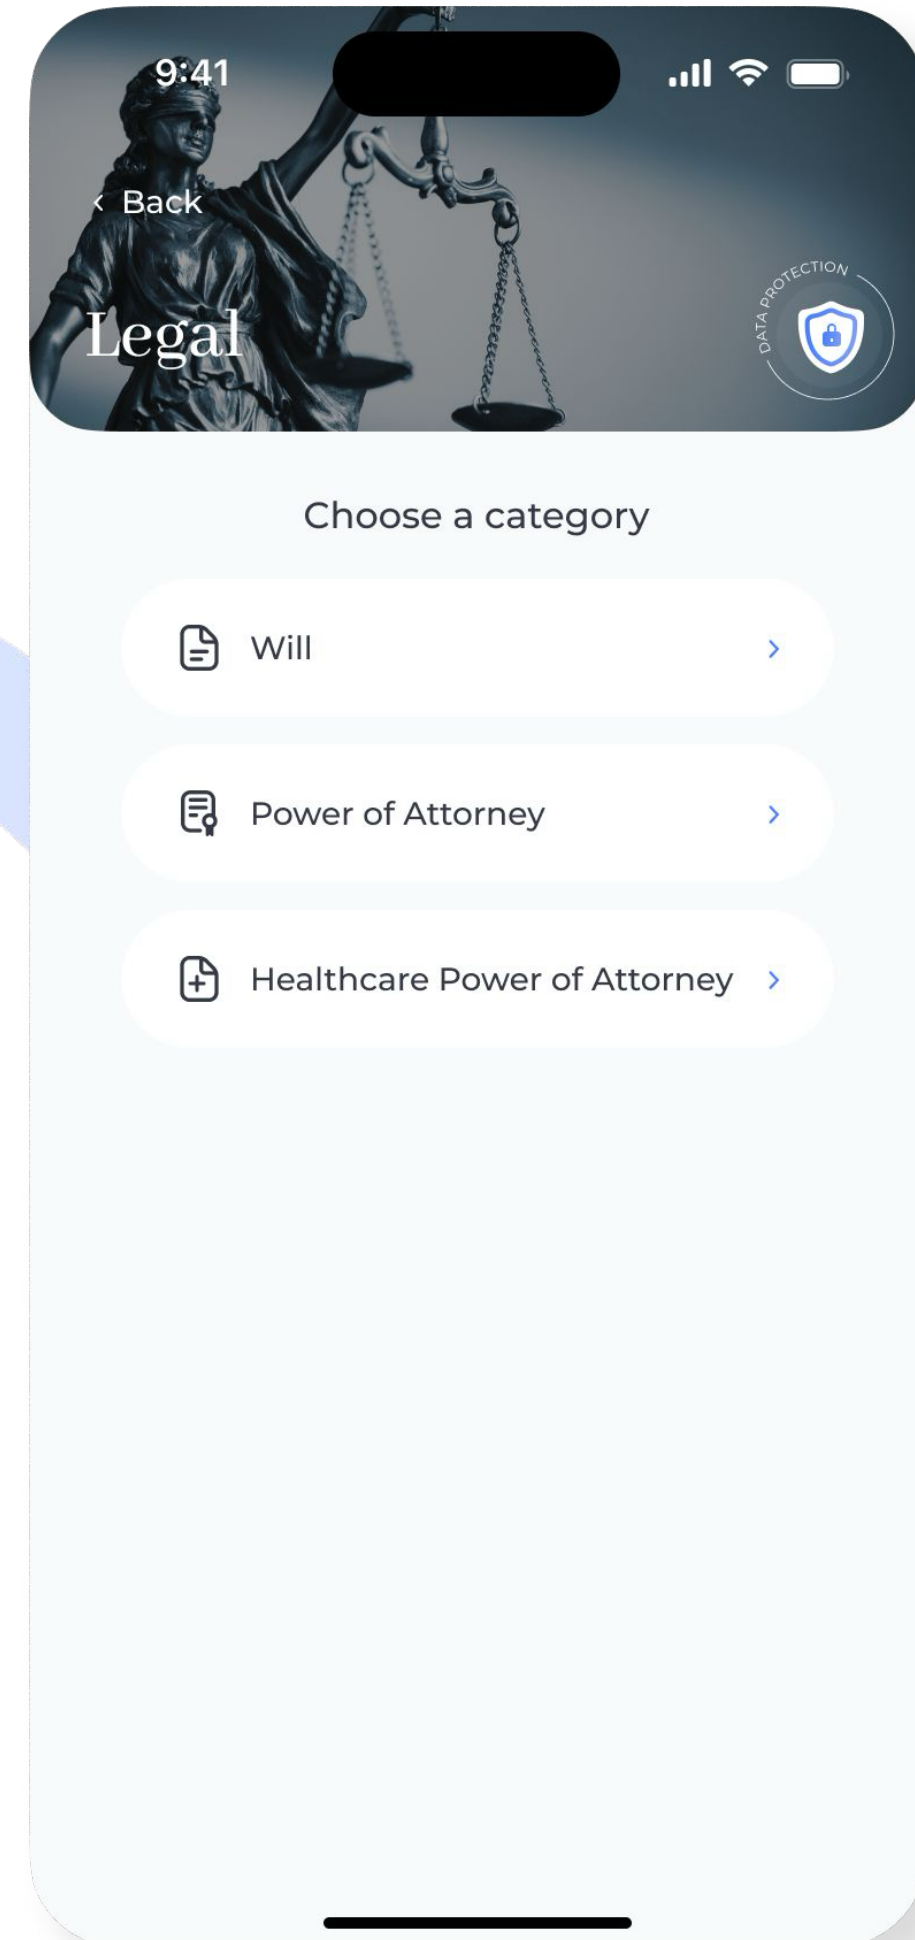 9:41
Back
Legal
DATA PROTECTION
Choose a category
Will
Power of Attorney
Healthcare Power of Attorney